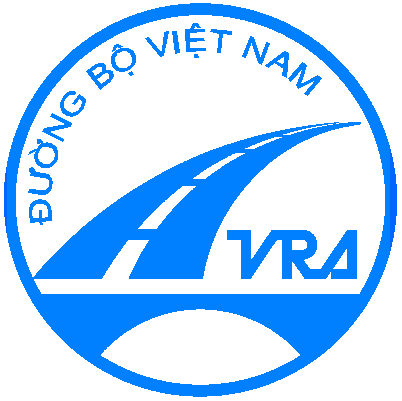 ĐƯỜNG BỘ VIỆT NAM
VRA